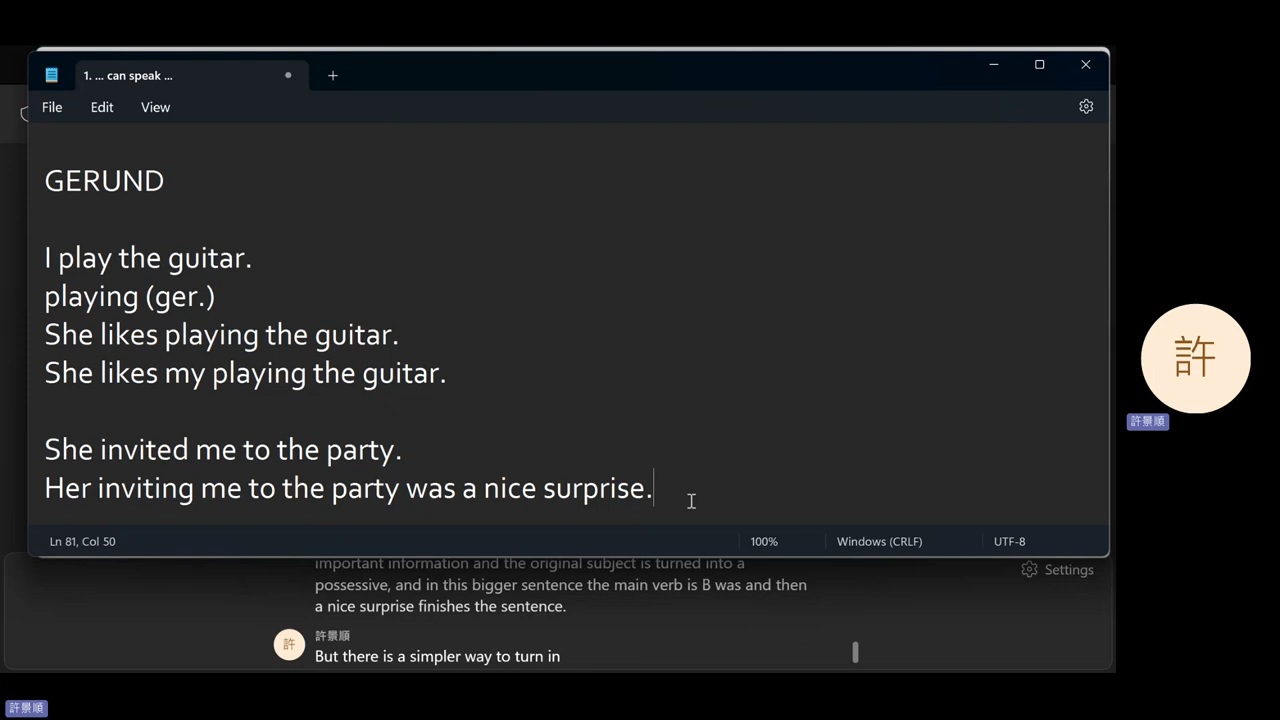 1. ... can speak ...
File Edit View
GERUND
I play the guitar.
playing (ger.)
She likes playing the guitar.
She likes my playing the guitar.
She invited me to the party.
Her inviting me to the party was a nice surprise.
Ln 81, Col 50 100% Windows (CRLF) UTF-8
important information and the original subject is turned into a
possessive, and in this bigger sentence the main verb is B was and then
a nice surprise finishes the sentence.
Settings
許
許景順
But there is a simpler way to turn in
許
許景順
許景順